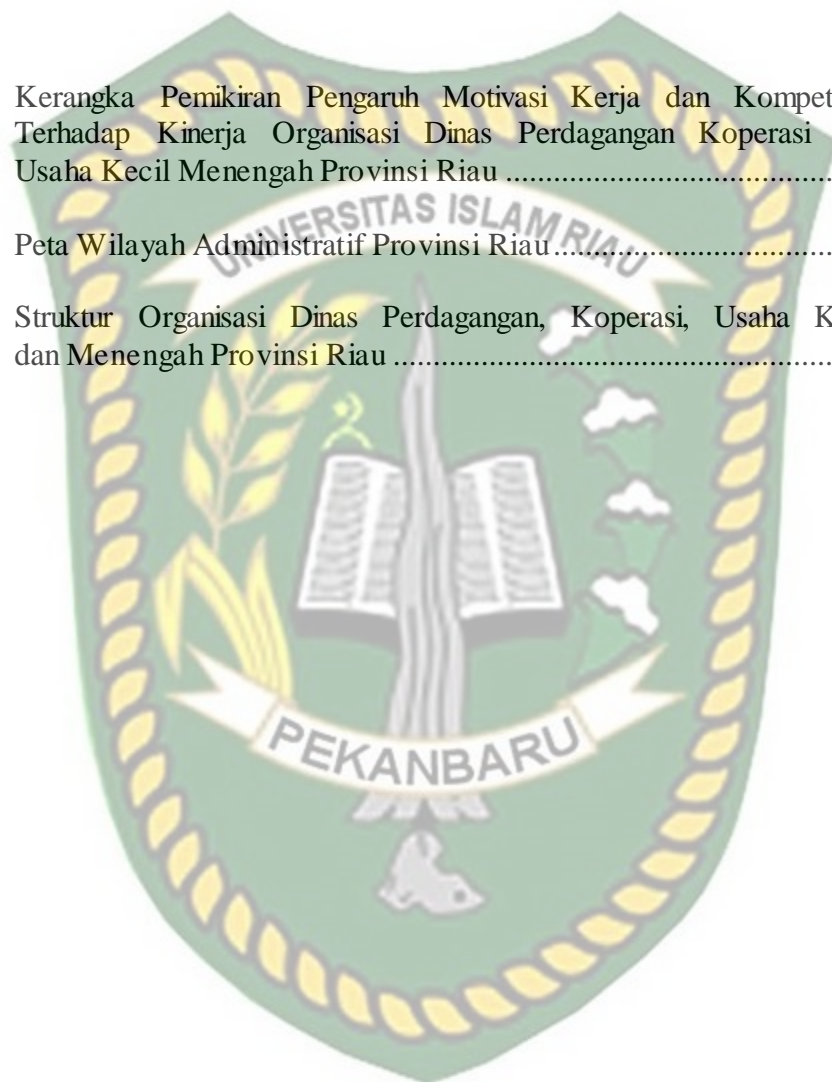 Kerangka Pemikiran Pengaruh Motivasi Kerja dan Kompet
Terhadap Kinerja Organisasi Dinas Perdagangan Koperasi
Usaha Kecil Menengah Provinsi Riau ....................................
UNIVERSITAS ISLAM RIAU
Peta Wilayah Administratif Provinsi Riau ..............................
Struktur Organisasi Dinas Perdagangan, Koperasi, Usaha K
dan Menengah Provinsi Riau ................................................
PEKANBARU